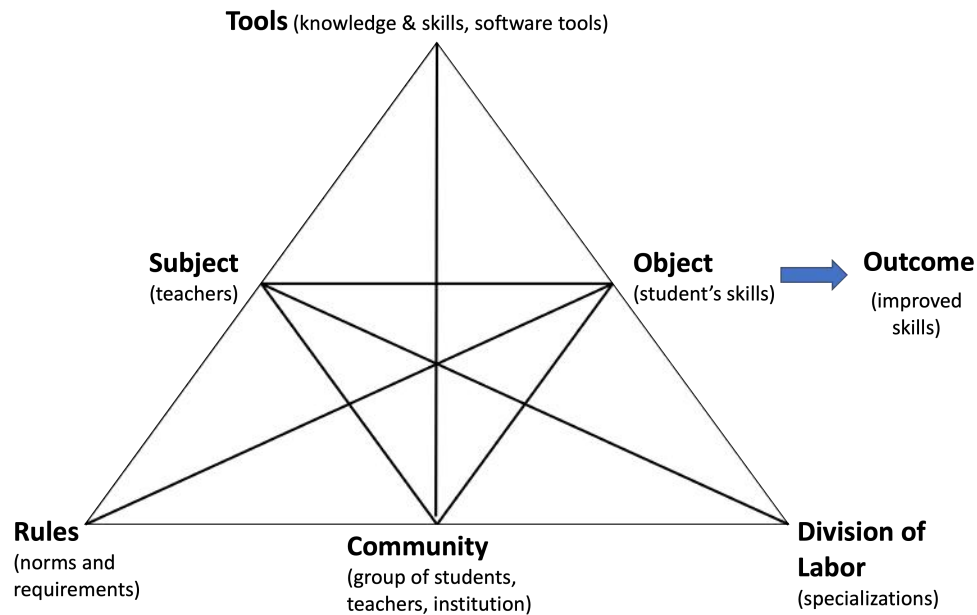 Tools (knowledge & skills, software tools)
Subject
(teachers)
Object
(student’s skills)
Outcome
(improved
skills)
Rules
(norms and
requirements)
Community
(group of students,
teachers, institution)
Division of
Labor
(specializations)